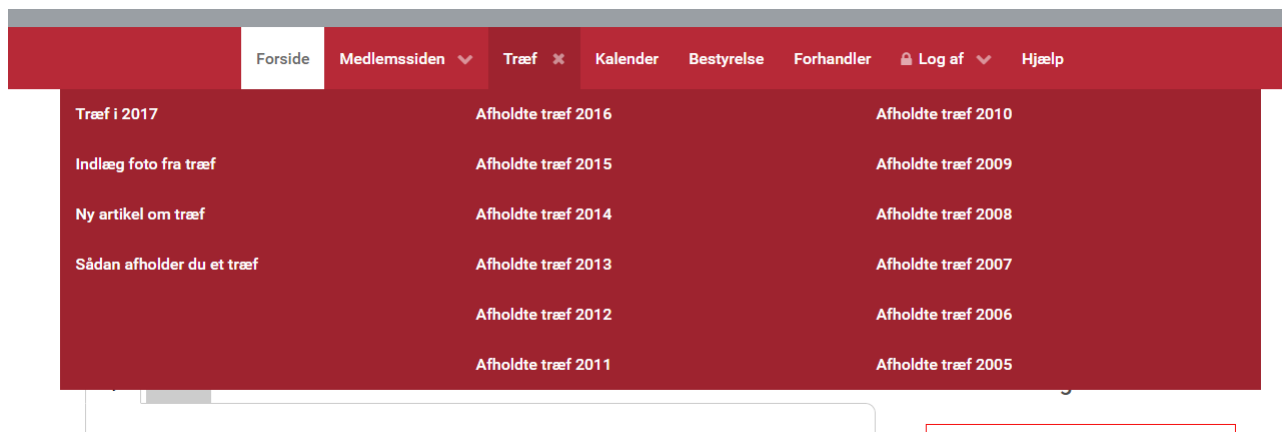 Forside Medlemssiden Træf Kalender Bestyrelse Forhandler Log af Hjælp
Træf i 2017
Indlæg foto fra træf
Ny artikel om træf
Sådan afholder du et træf
Afholdte træf 2016
Afholdte træf 2015
Afholdte træf 2014
Afholdte træf 2013
Afholdte træf 2012
Afholdte træf 2011
Afholdte træf 2010
Afholdte træf 2009
Afholdte træf 2008
Afholdte træf 2007
Afholdte træf 2006
Afholdte træf 2005